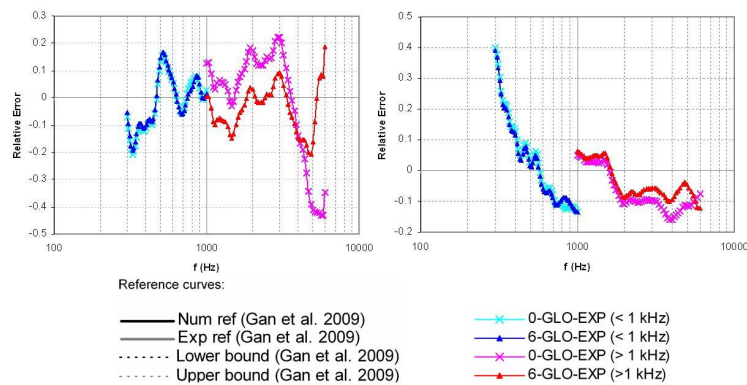 0.3
0.2
0.1
0
-0.1
-0.2
-0.3
-0.4
-0.5
Relative Error
100
1000
10000
f (Hz)
0.5
0.4
0.3
0.2
0.1
0
-0.1
-0.2
Relative Error
100
1000
10000
f (Hz)
Reference curves:
Num ref (Gan et al. 2009)
Exp ref (Gan et al. 2009)
Lower bound (Gan et al. 2009)
Upper bound (Gan et al. 2009)
0-GLO-EXP (< 1 kHz)
6-GLO-EXP (< 1 kHz)
0-GLO-EXP (> 1 kHz)
6-GLO-EXP (>1 kHz)